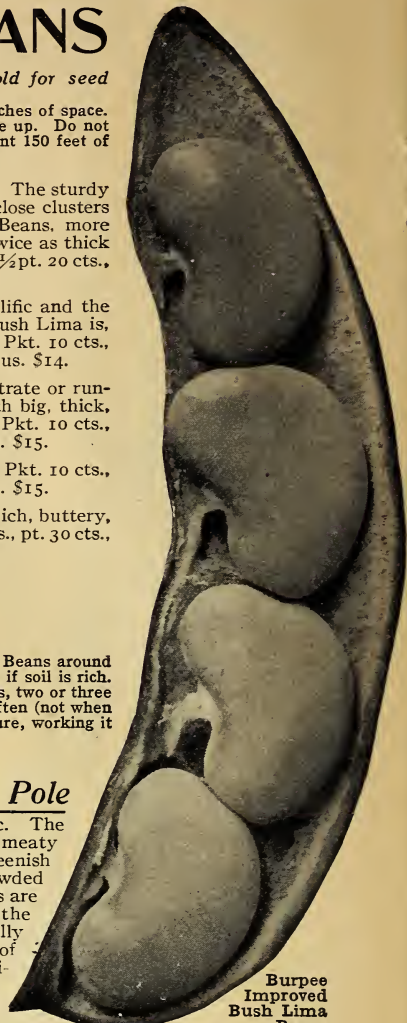 ANS
old for seed
ches of space.
e up. Do not
nt 150 feet of
The sturdy
close clusters
Beans, more
wice as thick
½pt. 20 cts.,
lific and the
ush Lima is,
Pkt. 10 cts.,
us. $14.
trate or run-
h big, thick,
Pkt. 10 cts.,
. $15.
Pkt. 10 cts.,
. $15.
ich, buttery,
s., pt. 30 cts.,
Beans around
if soil is rich.
s, two or three
ften (not when
ure, working it
Pole
c. The
meaty
eenish
wded
s are
the
lly
of
i-
Burpee
Improved
Bush Lima